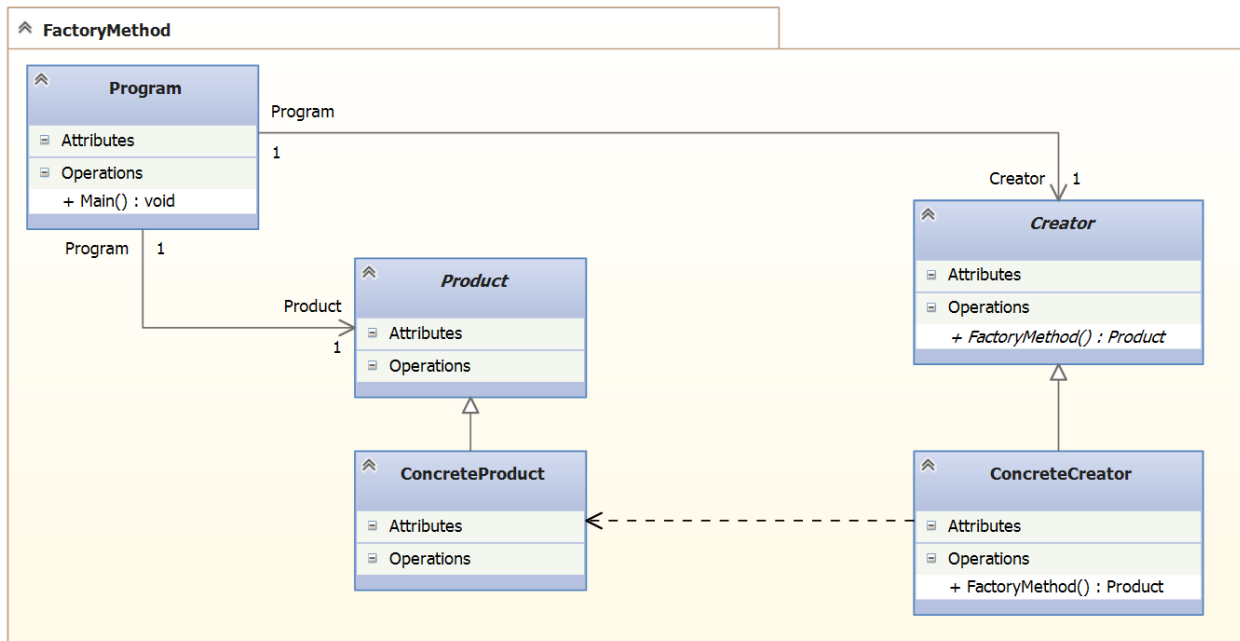 FactoryMethod
Program
Attributes
Operations
+ Main() : void
Program
1
Creator
1
Program
1
Product
1
Product
Attributes
Operations
Creator
Attributes
Operations
+ FactoryMethod() : Product
ConcreteProduct
Attributes
Operations
ConcreteCreator
Attributes
Operations
+ FactoryMethod() : Product